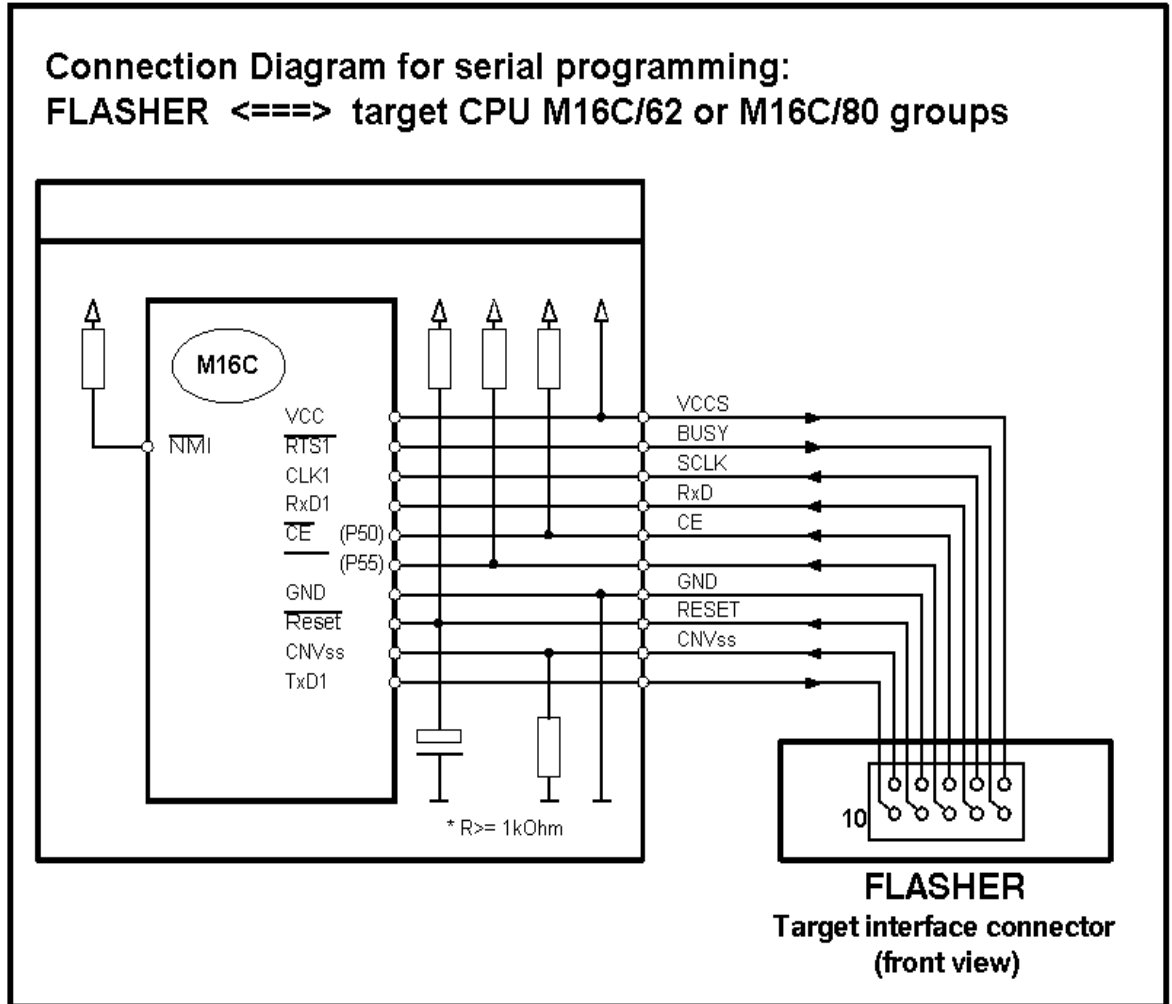 Connection Diagram for serial programming:
FLASHER <===> target CPU M16C/62 or M16C/80 groups
M16C
NMI
VCC
RTS1
CLK1
RxD1
CE (P50)
(P55)
GND
Reset
CNVss
TxD1
VCCS
BUSY
SCLK
RxD
CE
GND
RESET
CNVss
* R>= 1kOhm
10
FLASHER
Target interface connector
(front view)